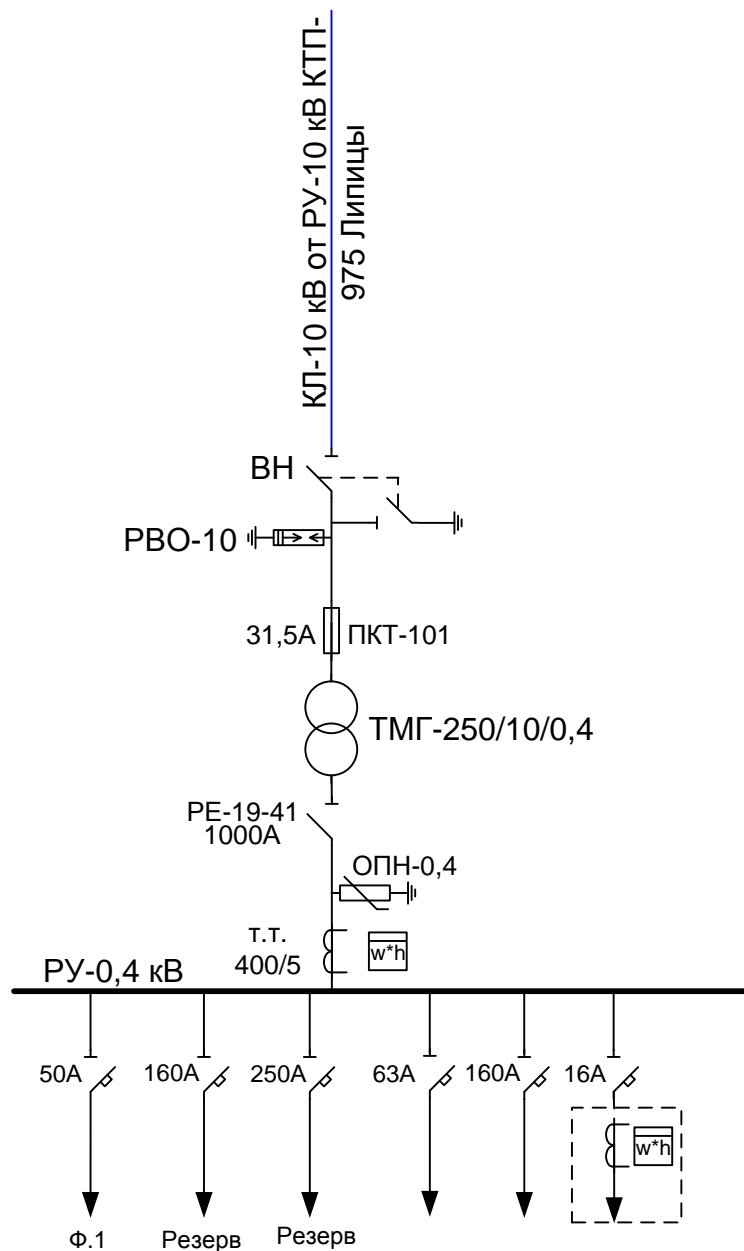 КЛ-10 кВ от РУ-10 кВ КТП-
975 Липицы
ВН
РВО-10
31,5А ПКТ-101
ТМГ-250/10/0,4
РЕ-19-41
1000А
ОПН-0,4
т.т.
400/5
w*h
РУ-0,4 кВ
50А 160А 250А 63А 160А 16А
w*h
Ф.1 Резерв Резерв